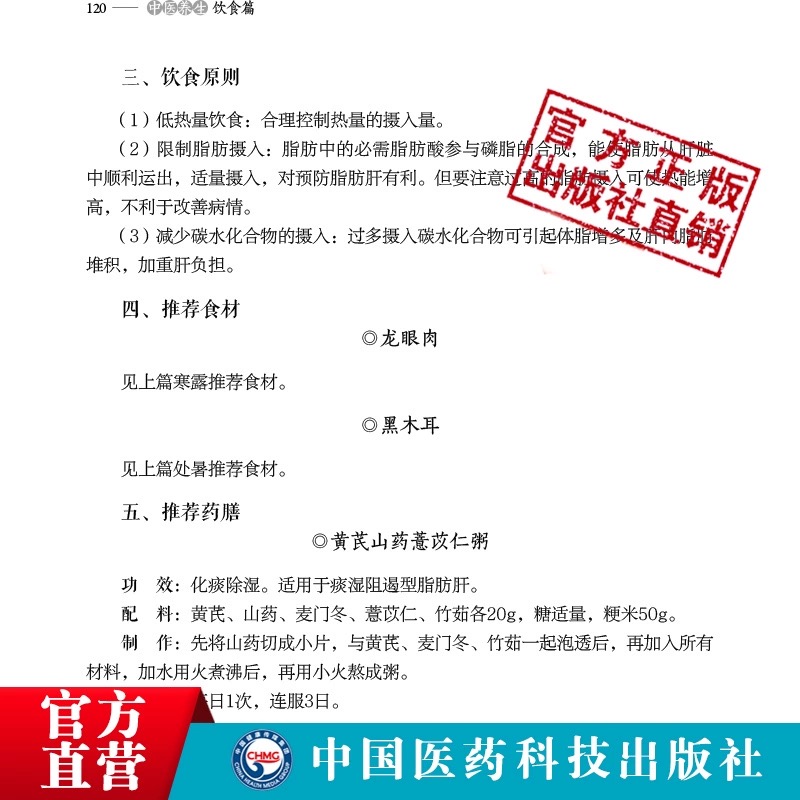 120 —— 中医养生 饮食篇
三、饮食原则
（1）低热量饮食：合理控制热量的摄入量。
（2）限制脂肪摄入：脂肪中的必需脂肪酸参与磷脂的合成，能使脂肪从肝脏
中顺利运出，适量摄入，对预防脂肪肝有利。但要注意过高的脂肪摄入可使热能增
高，不利于改善病情。
（3）减少碳水化合物的摄入：过多摄入碳水化合物可引起体脂增多及肝内脂肪
堆积，加重肝负担。
官方正版
出版社直销
四、推荐食材
◎龙眼肉
见上篇寒露推荐食材。
◎黑木耳
见上篇处暑推荐食材。
五、推荐药膳
◎黄芪山药薏苡仁粥
功　效：化痰除湿。适用于痰湿阻遏型脂肪肝。
配　料：黄芪、山药、麦门冬、薏苡仁、竹茹各20g，糖适量，粳米50g。
制　作：先将山药切成小片，与黄芪、麦门冬、竹茹一起泡透后，再加入所有
材料，加水用火煮沸后，再用小火熬成粥。
日1次，连服3日。
官方
直营
中国健康传媒集团
CHMG
CHINA HEALTH MEDIA GROUP
中国医药科技出版社